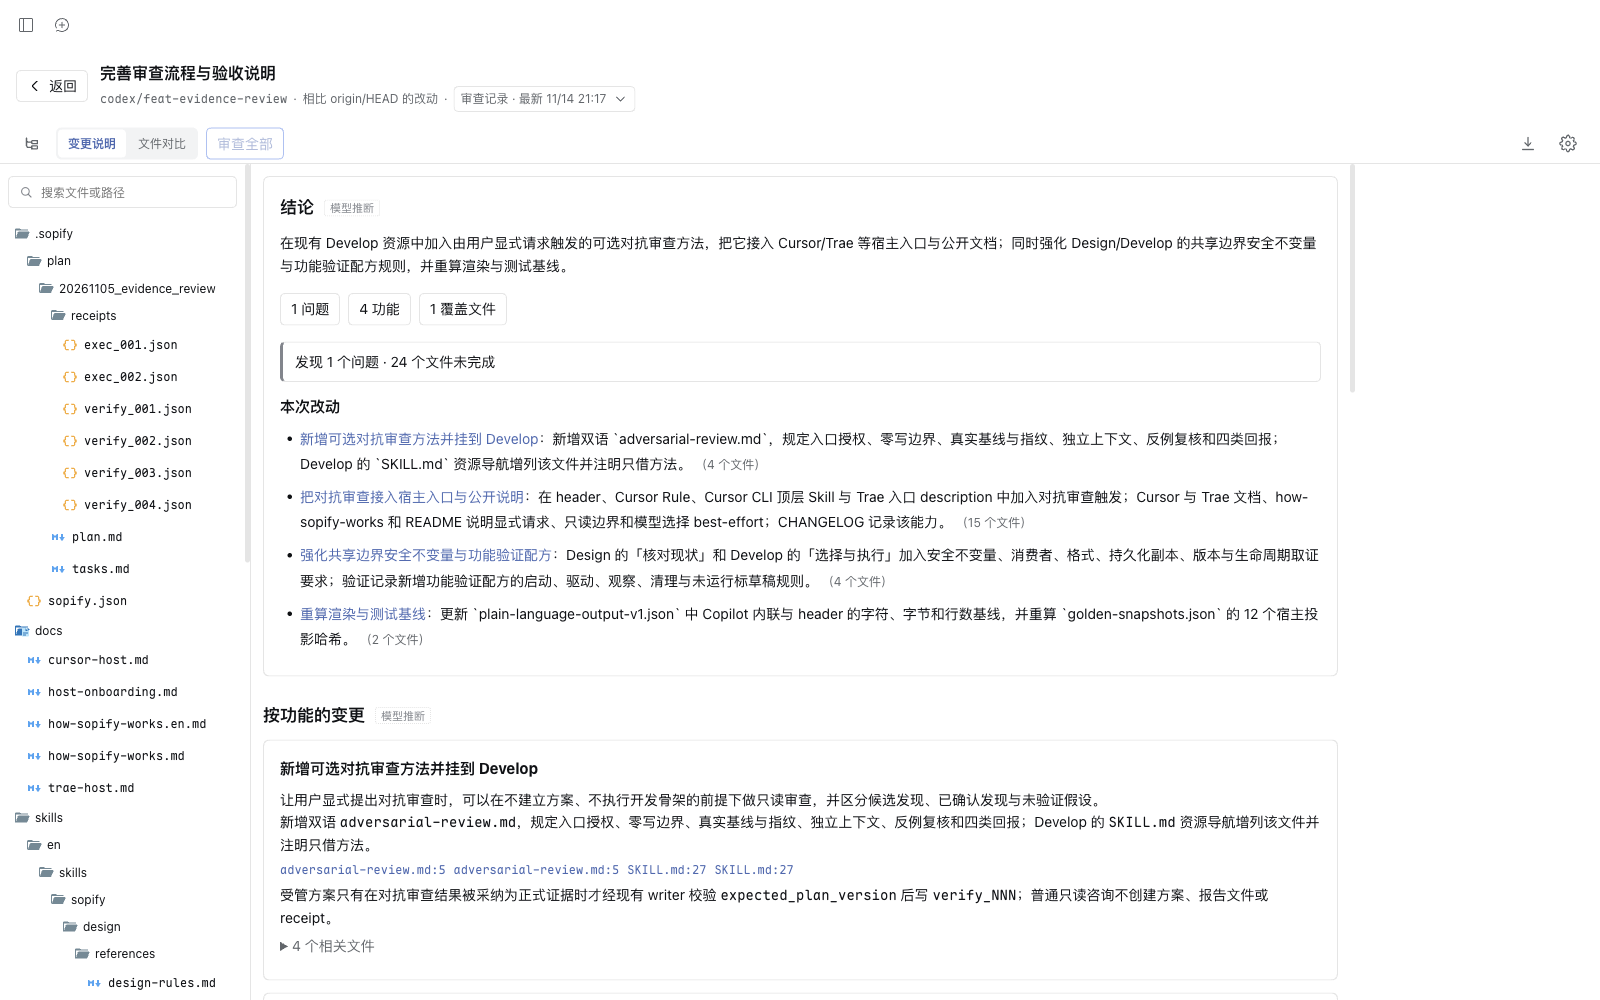 返回
完善审查流程与验收说明
codex/feat-evidence-review · 相比 origin/HEAD 的改动 · 审查记录 · 最新 11/14 21:17
变更说明 文件对比 审查全部
搜索文件或路径
.sopify
plan
20261105_evidence_review
receipts
exec_001.json
exec_002.json
verify_001.json
verify_002.json
verify_003.json
verify_004.json
plan.md
tasks.md
sopify.json
docs
cursor-host.md
host-onboarding.md
how-sopify-works.en.md
how-sopify-works.md
trae-host.md
skills
en
skills
sopify
design
references
design-rules.md
结论 模型推断
在现有 Develop 资源中加入由用户显式请求触发的可选对抗审查方法，把它接入 Cursor/Trae 等宿主入口与公开文档；同时强化 Design/Develop 的共享边界安全不变量
与功能验证配方规则，并重算渲染与测试基线。
1 问题 4 功能 1 覆盖文件
发现 1 个问题 · 24 个文件未完成
本次改动
• 新增可选对抗审查方法并挂到 Develop：新增双语 `adversarial-review.md`，规定入口授权、零写边界、真实基线与指纹、独立上下文、反例复核和四类回报；
Develop 的 `SKILL.md` 资源导航增列该文件并注明只借方法。 （4 个文件）
• 把对抗审查接入宿主入口与公开说明：在 header、Cursor Rule、Cursor CLI 顶层 Skill 与 Trae 入口 description 中加入对抗审查触发；Cursor 与 Trae 文档、how-
sopify-works 和 README 说明显式请求、只读边界和模型选择 best-effort；CHANGELOG 记录该能力。 （15 个文件）
• 强化共享边界安全不变量与功能验证配方：Design 的「核对现状」和 Develop 的「选择与执行」加入安全不变量、消费者、格式、持久化副本、版本与生命周期取证
要求；验证记录新增功能验证配方的启动、驱动、观察、清理与未运行标草稿规则。 （4 个文件）
• 重算渲染与测试基线：更新 `plain-language-output-v1.json` 中 Copilot 内联与 header 的字符、字节和行数基线，并重算 `golden-snapshots.json` 的 12 个宿主投
影哈希。 （2 个文件）
按功能的变更 模型推断
新增可选对抗审查方法并挂到 Develop
让用户显式提出对抗审查时，可以在不建立方案、不执行开发骨架的前提下做只读审查，并区分候选发现、已确认发现与未验证假设。
新增双语 adversarial-review.md，规定入口授权、零写边界、真实基线与指纹、独立上下文、反例复核和四类回报；Develop 的 SKILL.md 资源导航增列该文件并
注明只借方法。
adversarial-review.md:5 adversarial-review.md:5 SKILL.md:27 SKILL.md:27
受管方案只有在对抗审查结果被采纳为正式证据时才经现有 writer 校验 expected_plan_version 后写 verify_NNN；普通只读咨询不创建方案、报告文件或
receipt。
▶ 4 个相关文件